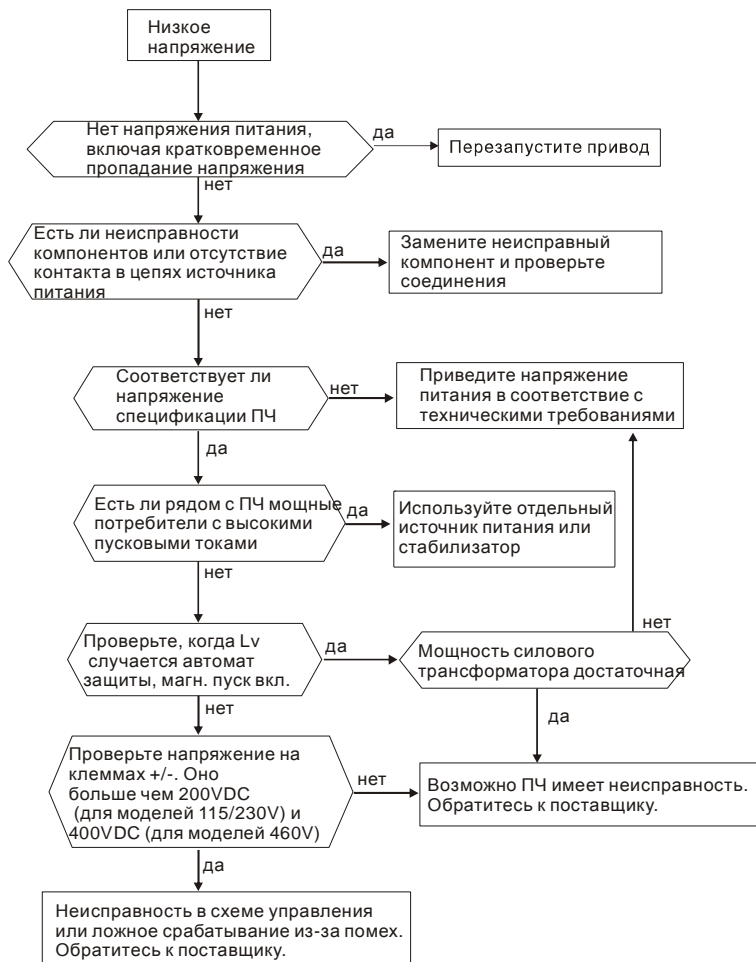 Низкое
напряжение
Нет напряжения питания,
включая кратковременное
пропадание напряжения
да
Перезапустите привод
нет
Есть ли неисправности
компонентов или отсутствие
контакта в цепях источника
питания
да
Замените неисправный
компонент и проверьте
соединения
нет
Соответствует ли
напряжение
спецификации ПЧ
нет
Приведите напряжение
питания в соответствие с
техническими требованиями
да
Есть ли рядом с ПЧ мощные
потребители с высокими
пусковыми токами
да
Используйте отдельный
источник питания или
стабилизатор
нет
нет
Проверьте, когда Lv
случается автомат
защиты, магн. пуск вкл.
да
Мощность силового
трансформатора достаточная
нет
да
Проверьте напряжение на
клеммах +/-. Оно
больше чем 200VDC
(для моделей 115/230V) и
400VDC (для моделей 460V)
нет
Возможно ПЧ имеет неисправность.
Обратитесь к поставщику.
да
Неисправность в схеме управления
или ложное срабатывание из-за помех.
Обратитесь к поставщику.